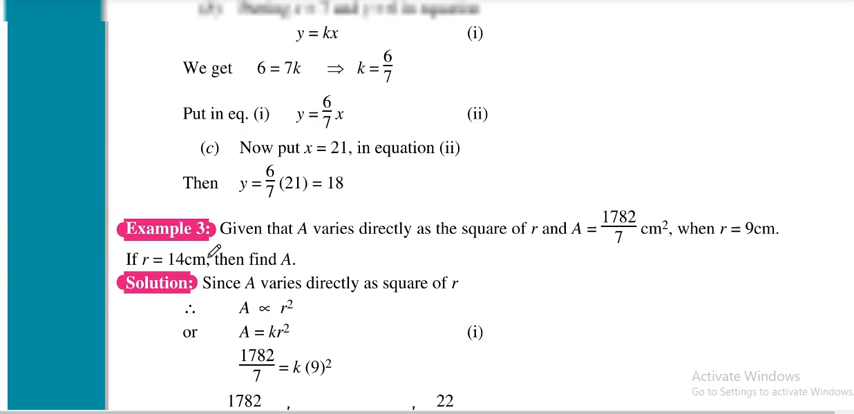 y = kx (i)
We get 6 = 7k ⇒ k = 6/7
Put in eq. (i) y = 6/7 x (ii)
(c) Now put x = 21, in equation (ii)
Then y = 6/7 (21) = 18
Example 3: Given that A varies directly as the square of r and A = 1782/7 cm², when r = 9cm.
If r = 14cm, then find A.
Solution: Since A varies directly as square of r
∴ A ∝ r²
or A = kr² (i)
1782/7 = k (9)²
1782 22
Activate Windows
Go to Settings to activate Windows.